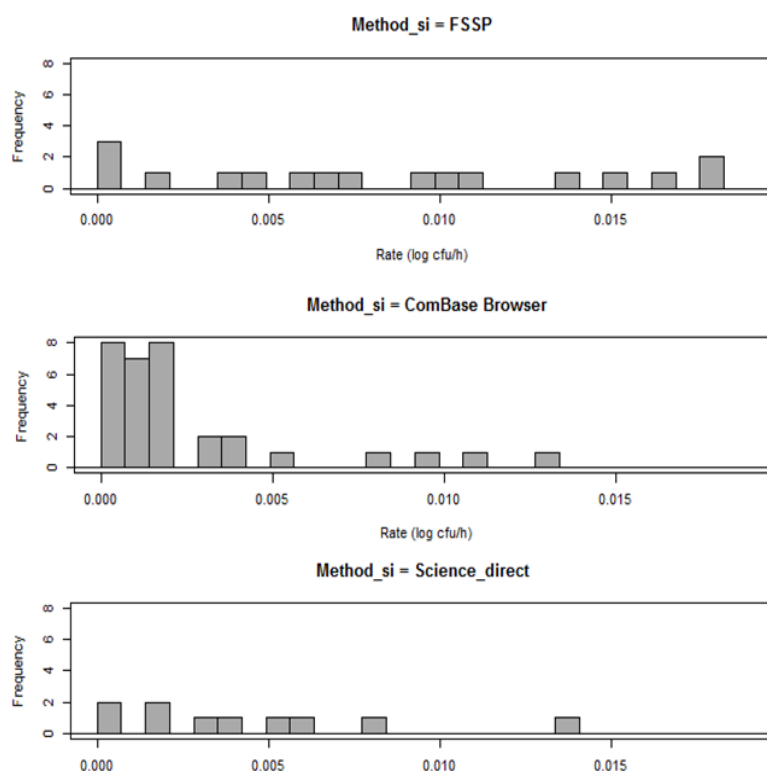 Method_si = FSSP
Frequency
8
6
4
2
0
0.000 0.005 0.010 0.015
Rate (log cfu/h)
Method_si = ComBase Browser
Frequency
8
6
4
2
0
0.000 0.005 0.010 0.015
Rate (log cfu/h)
Method_si = Science_direct
Frequency
8
6
4
2
0
0.000 0.005 0.010 0.015